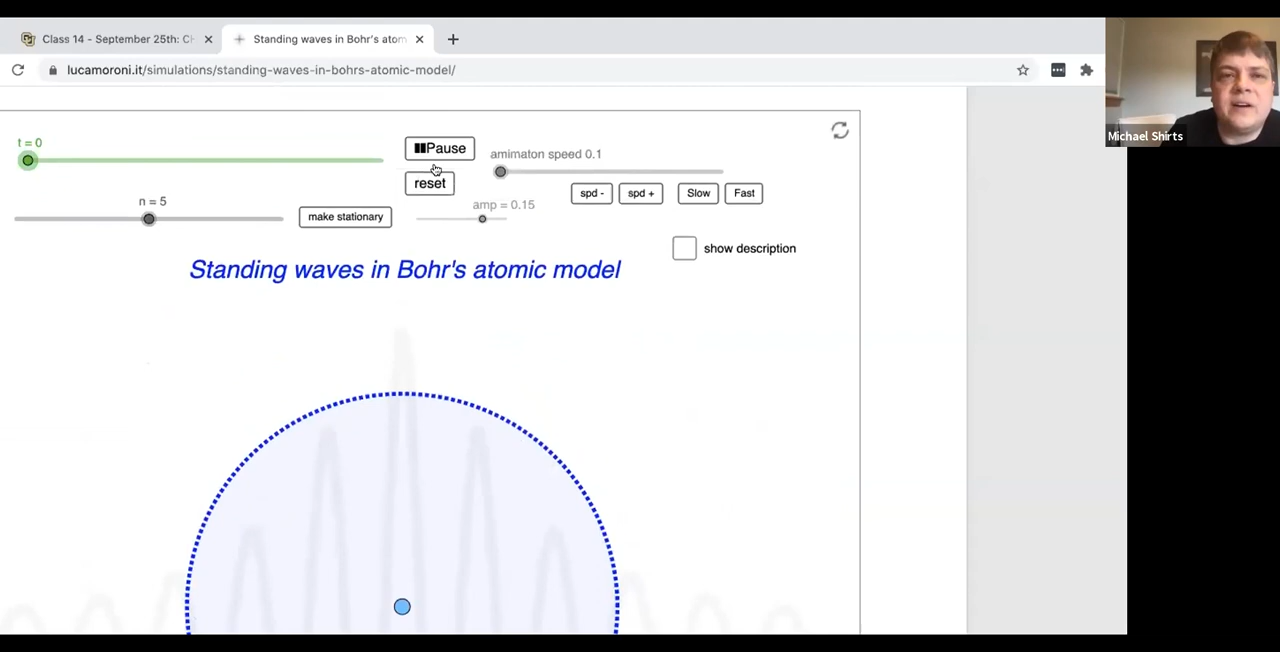 Class 14 - September 25th: Cl
Standing waves in Bohr's atom
lucamoroni.it/simulations/standing-waves-in-bohrs-atomic-model/
Michael Shirts
t = 0
Pause
amimaton speed 0.1
reset
spd -
spd +
Slow
Fast
n = 5
make stationary
amp = 0.15
show description
Standing waves in Bohr's atomic model